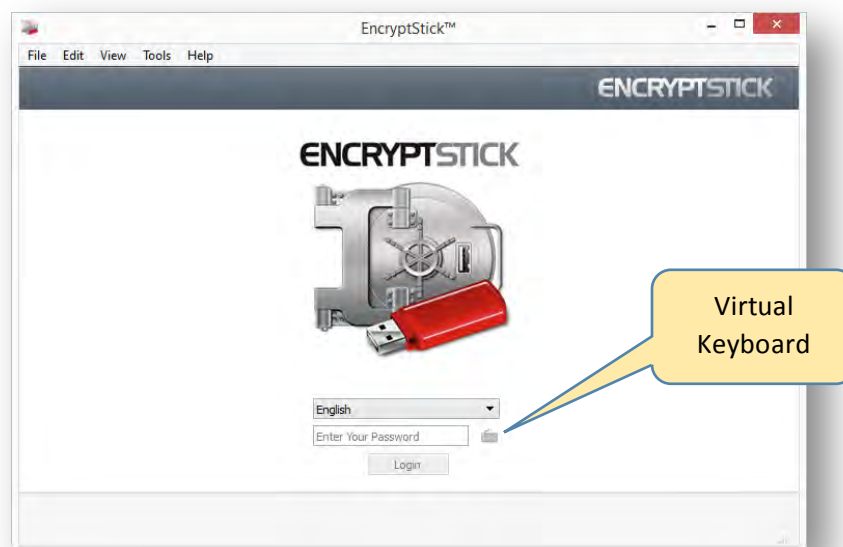 EncryptStick™
File Edit View Tools Help
ENCRYPTSTICK
ENCRYPTSTICK
Virtual
Keyboard
English
Enter Your Password
Login